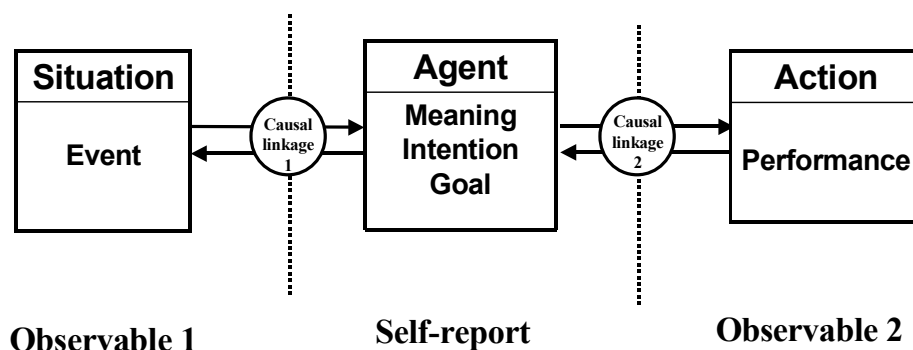 Situation
Event
Causal
linkage
1
Agent
Meaning
Intention
Goal
Causal
linkage
2
Action
Performance
Observable 1
Self-report
Observable 2